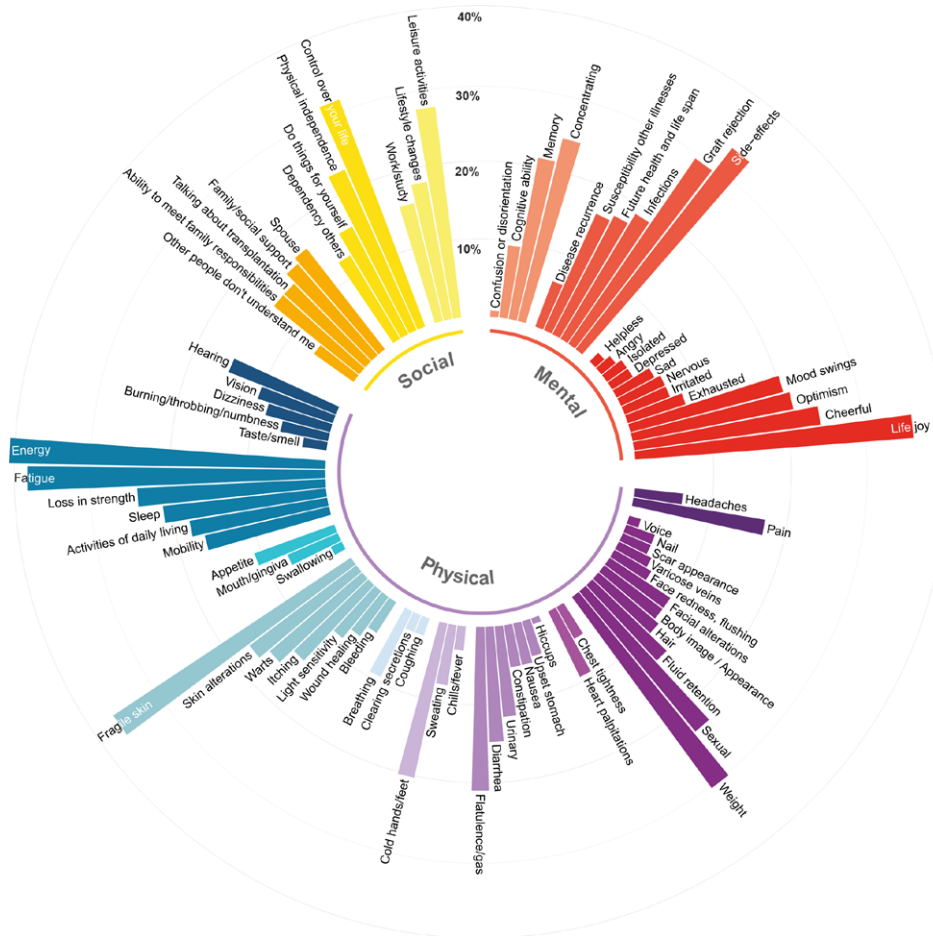 40%
30%
20%
10%
Confusion or disorientation
Cognitive ability
Memory
Concentrating
Disease recurrence
Susceptibility other illnesses
Future health and life span
Infections
Graft rejection
Side-effects
Helpless
Angry
Isolated
Depressed
Sad
Nervous
Irritated
Exhausted
Mood swings
Optimism
Cheerful
Life joy
Headaches
Pain
Voice
Nail
Scar appearance
Varicose veins
Face redness, flushing
Facial alterations
Body image / Appearance
Hair
Fluid retention
Sexual
Weight
Chest tightness
Heart palpitations
Hiccups
Upset stomach
Nausea
Constipation
Urinary
Diarrhea
Flatulence/gas
Chills/fever
Sweating
Cold hands/feet
Coughing
Clearing secretions
Breathing
Bleeding
Wound healing
Light sensitivity
Itching
Warts
Skin alterations
Fragile skin
Swallowing
Mouth/gingiva
Appetite
Mobility
Activities of daily living
Sleep
Loss in strength
Fatigue
Energy
Taste/smell
Burning/throbbing/numbness
Dizziness
Vision
Hearing
Other people don't understand me
Ability to meet family responsibilities
Talking about transplantation
Family/social support
Spouse
Dependency others
Do things for yourself
Physical independence
Control over your life
Work/study
Lifestyle changes
Leisure activities
Social
Mental
Physical